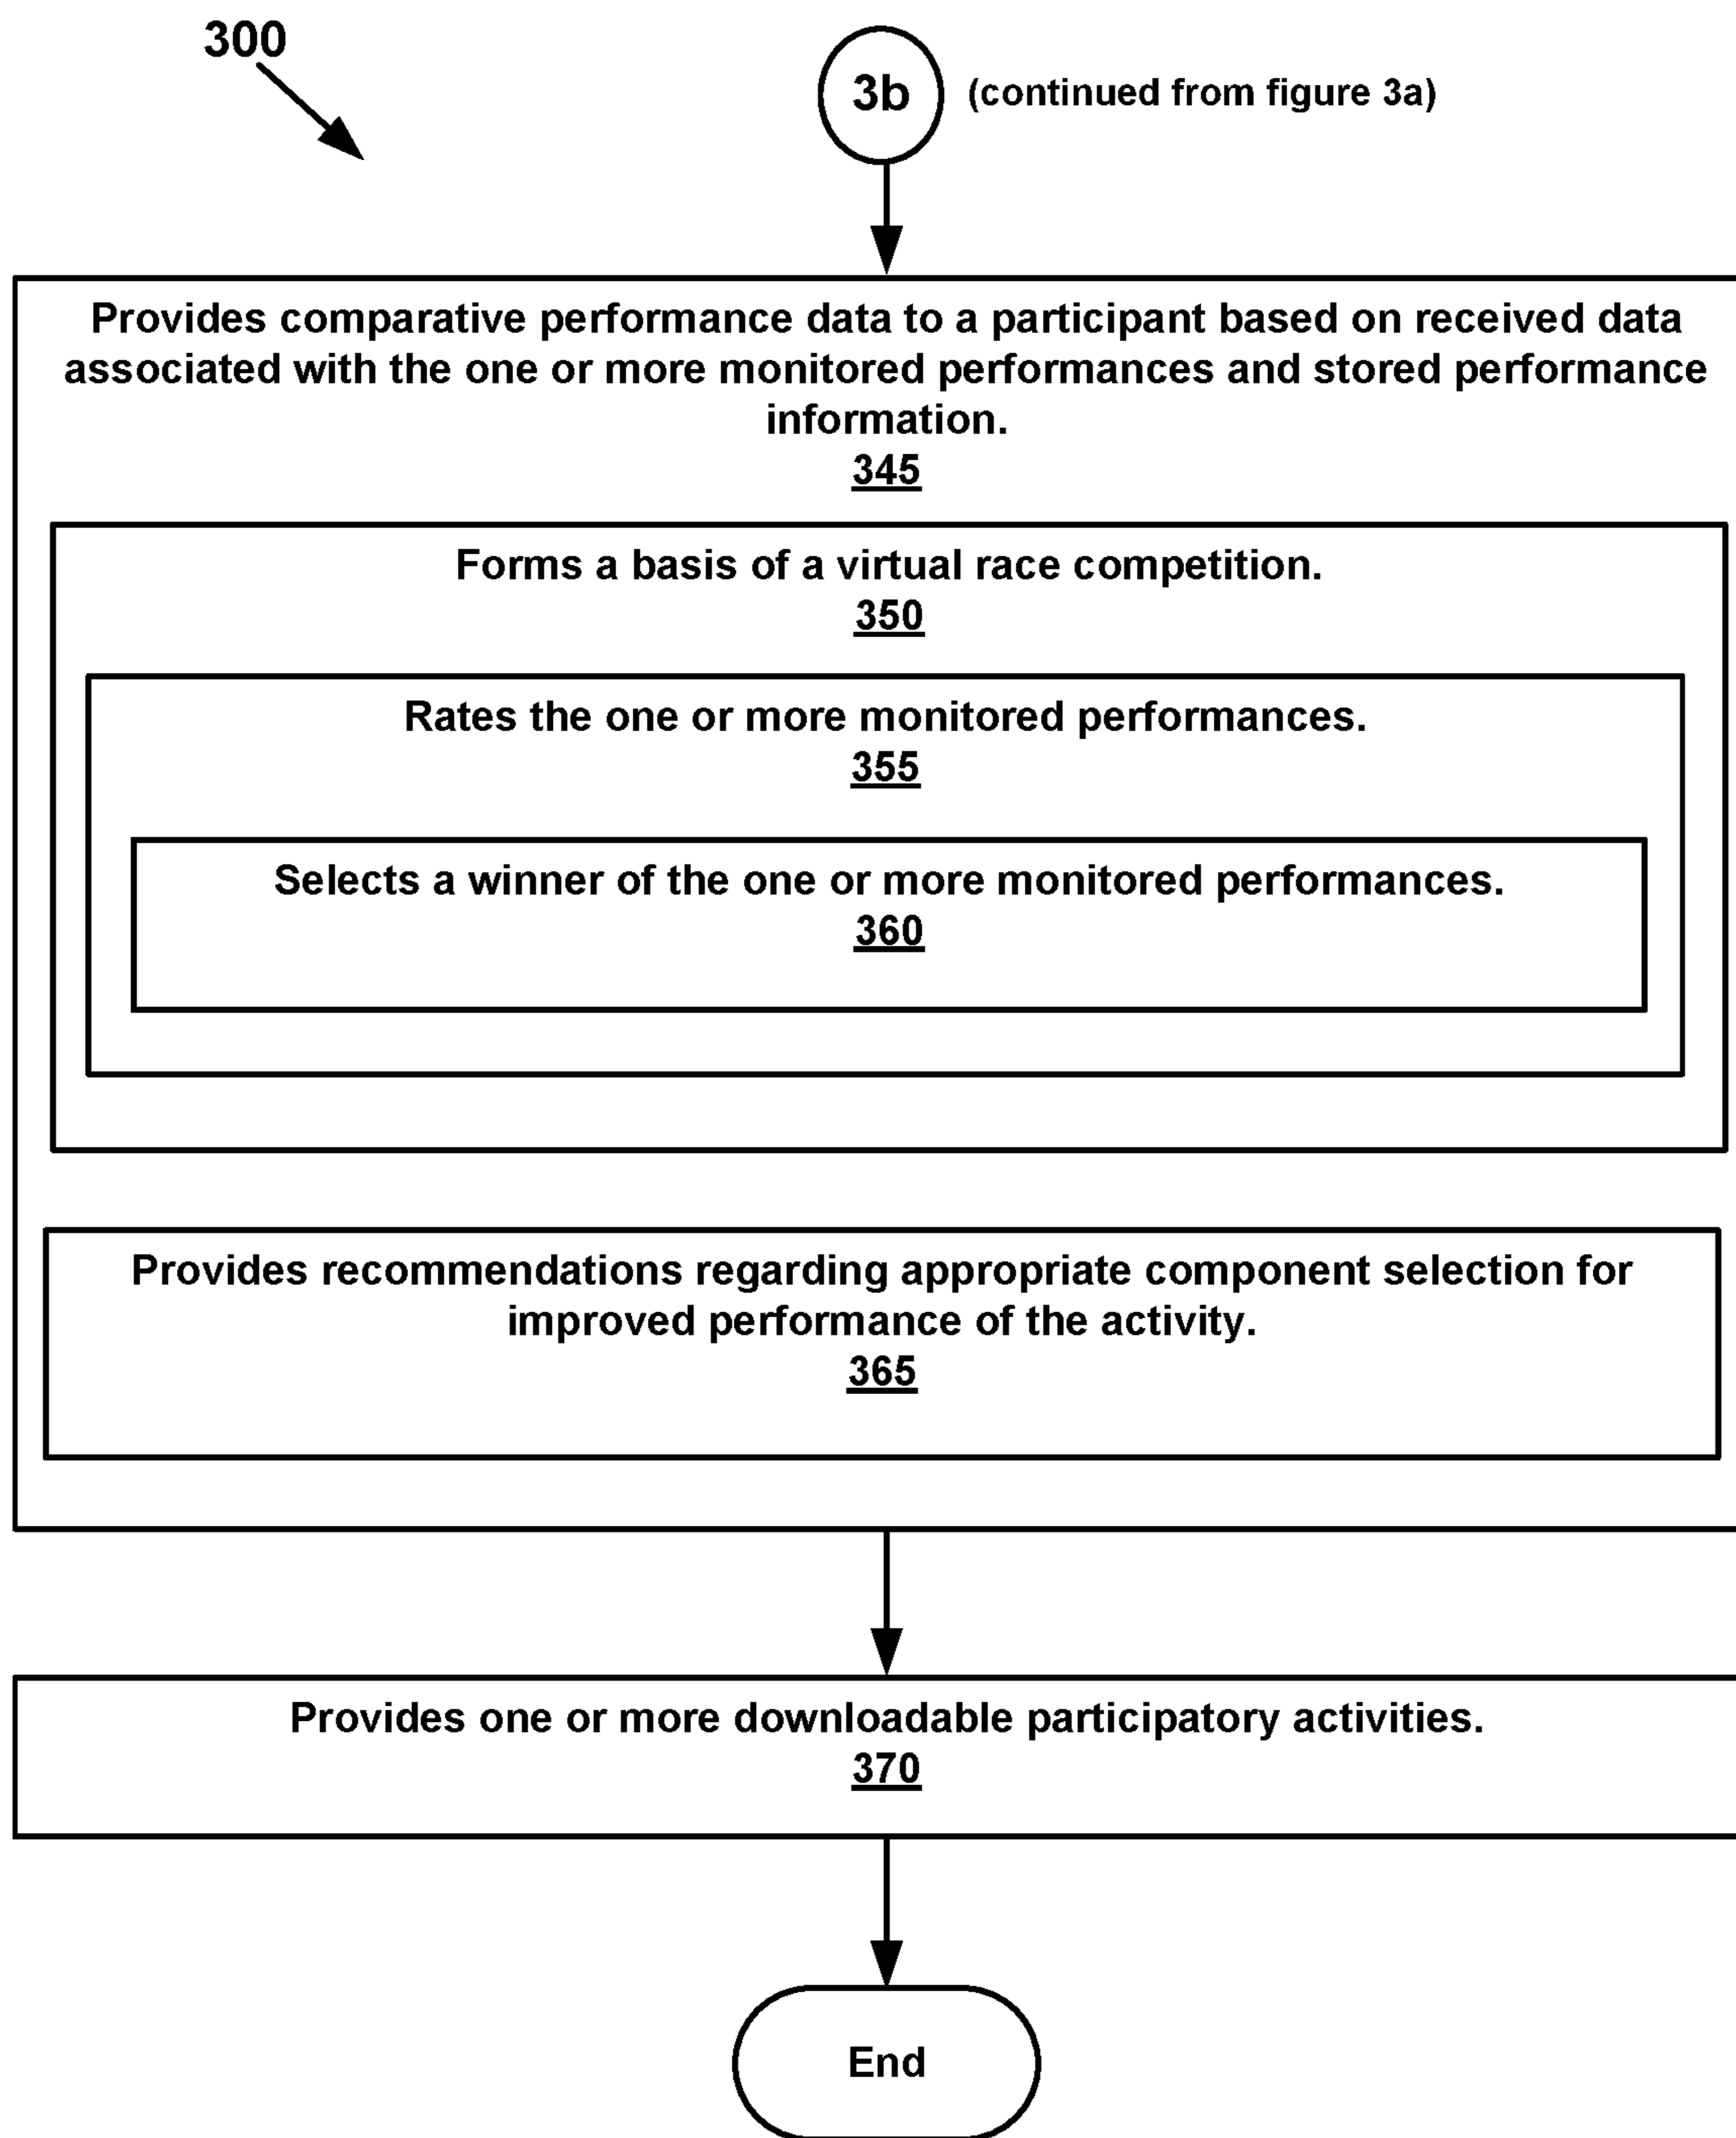 300
3b
(continued from figure 3a)
Provides comparative performance data to a participant based on received data
associated with the one or more monitored performances and stored performance
information.
345
Forms a basis of a virtual race competition.
350
Rates the one or more monitored performances.
355
Selects a winner of the one or more monitored performances.
360
Provides recommendations regarding appropriate component selection for
improved performance of the activity.
365
Provides one or more downloadable participatory activities.
370
End